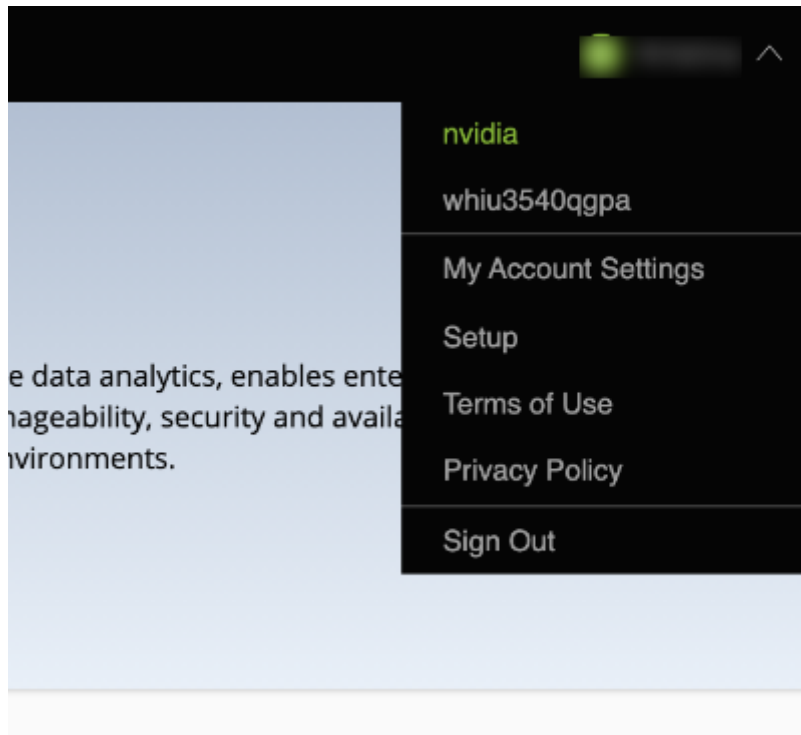 nvidia
whiu3540qgpa
My Account Settings
Setup
Terms of Use
Privacy Policy
Sign Out
e data analytics, enables ente
nageability, security and availa
nvironments.